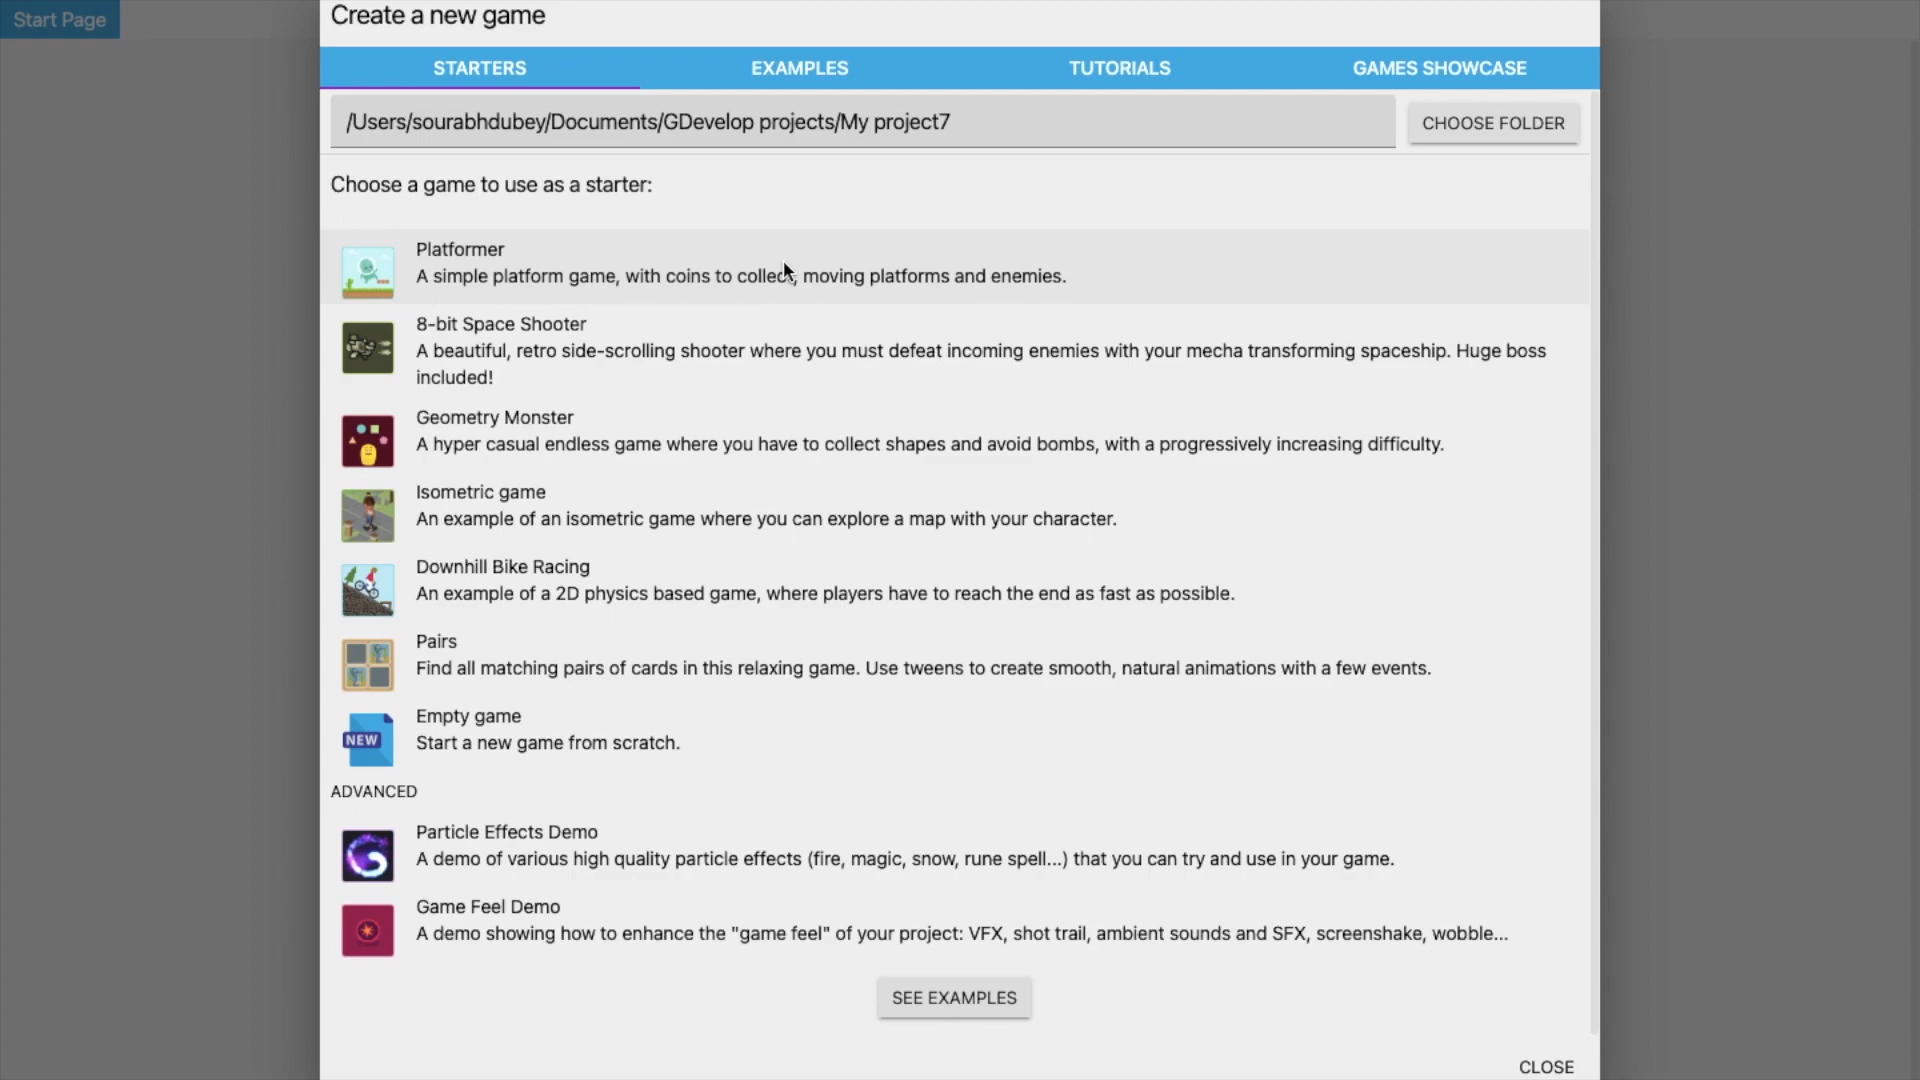 Start Page
Create a new game
STARTERS
EXAMPLES
TUTORIALS
GAMES SHOWCASE
/Users/sourabhdubey/Documents/GDevelop projects/My project7
CHOOSE FOLDER
Choose a game to use as a starter:
Platformer
A simple platform game, with coins to collect, moving platforms and enemies.
8-bit Space Shooter
A beautiful, retro side-scrolling shooter where you must defeat incoming enemies with your mecha transforming spaceship. Huge boss
included!
Geometry Monster
A hyper casual endless game where you have to collect shapes and avoid bombs, with a progressively increasing difficulty.
Isometric game
An example of an isometric game where you can explore a map with your character.
Downhill Bike Racing
An example of a 2D physics based game, where players have to reach the end as fast as possible.
Pairs
Find all matching pairs of cards in this relaxing game. Use tweens to create smooth, natural animations with a few events.
NEW
Empty game
Start a new game from scratch.
ADVANCED
Particle Effects Demo
A demo of various high quality particle effects (fire, magic, snow, rune spell...) that you can try and use in your game.
Game Feel Demo
A demo showing how to enhance the "game feel" of your project: VFX, shot trail, ambient sounds and SFX, screenshake, wobble...
SEE EXAMPLES
CLOSE